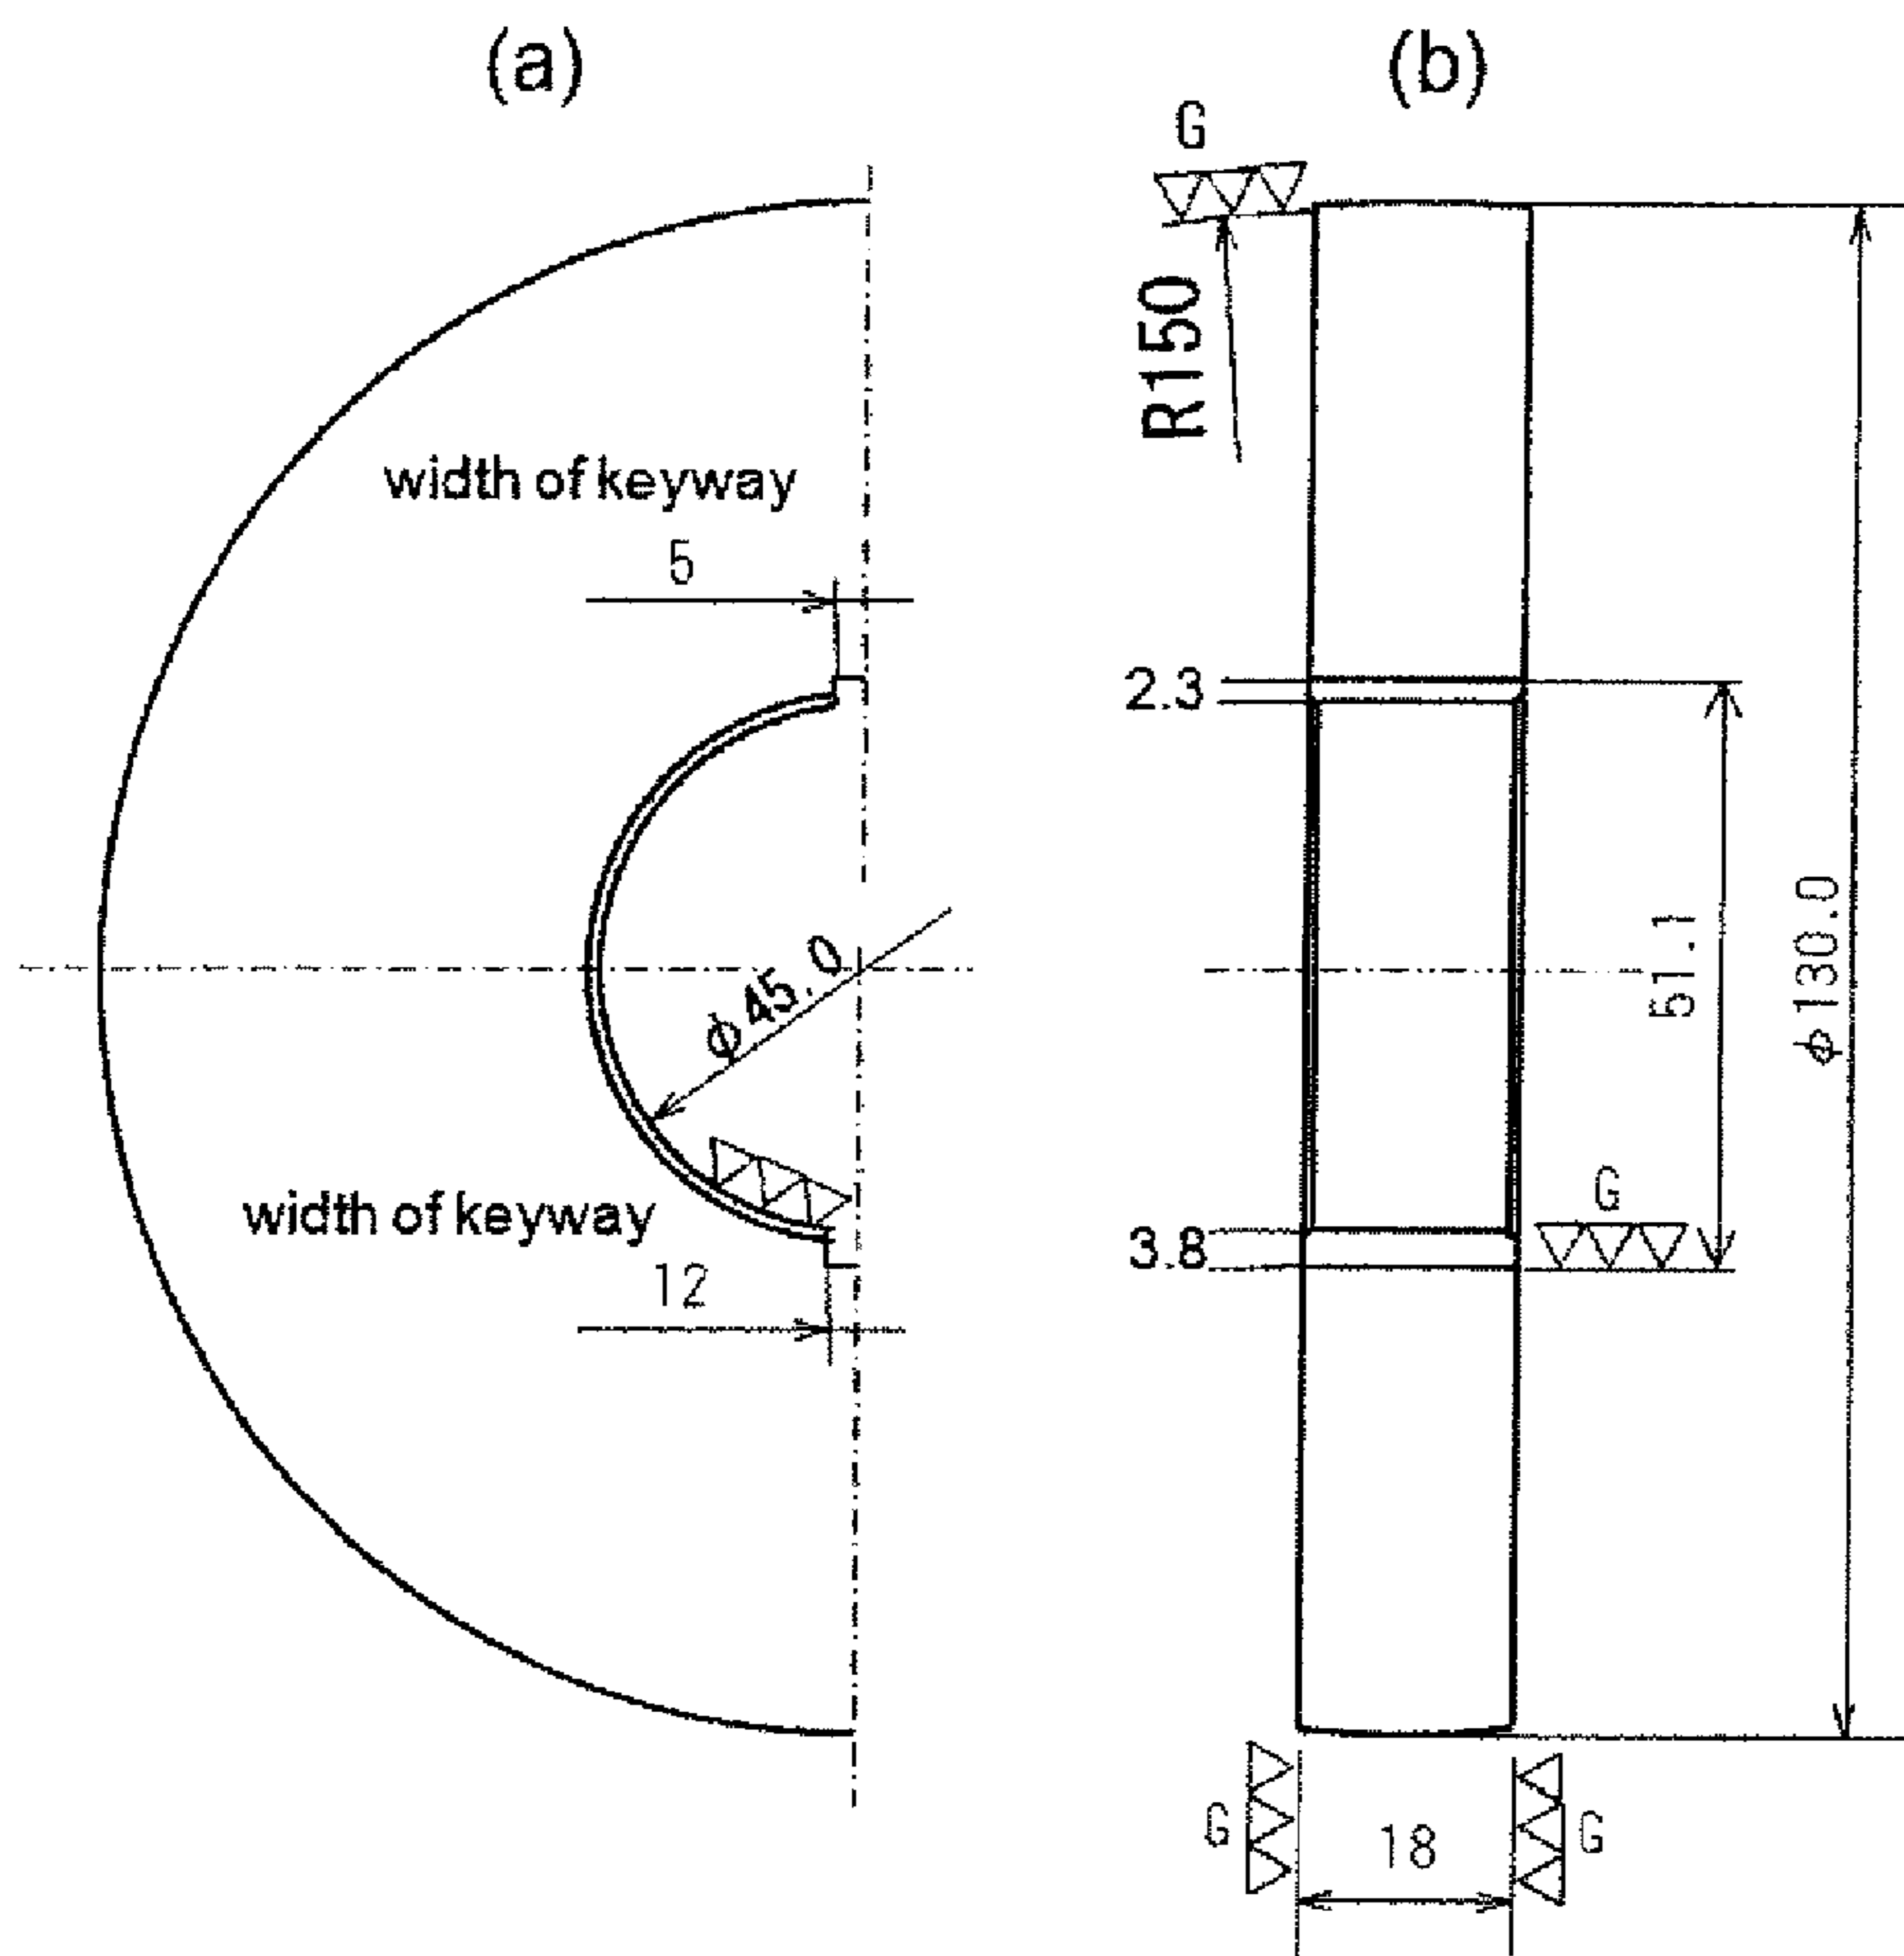 (a)
(b)
G
R150
width of keyway
5
2.3
ϕ45.0
51.1
ϕ130.0
width of keyway
12
3.8
G
G
18
G